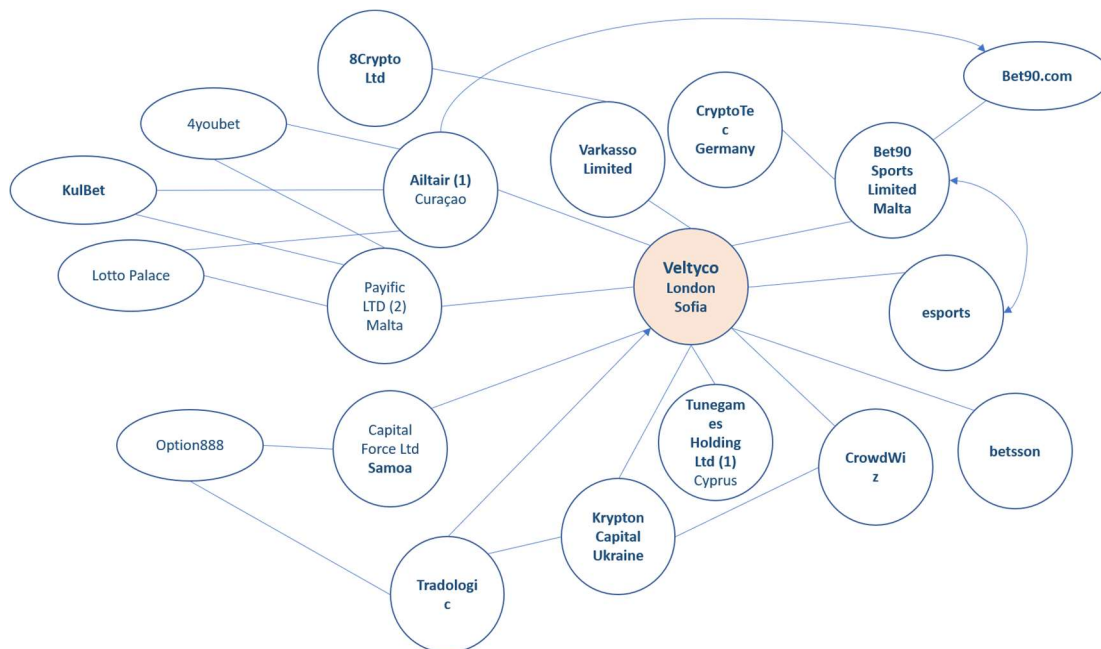 8Crypto
Ltd
Bet90.com
4youbet
CryptoTe
c
Germany
Varkasso
Limited
Bet90
Sports
Limited
Malta
KulBet
Ailtair (1)
Curaçao
Lotto Palace
Payific
LTD (2)
Malta
Veltyco
London
Sofia
esports
Option888
Capital
Force Ltd
Samoa
Tunegam
es
Holding
Ltd (1)
Cyprus
CrowdWi
z
betsson
Krypton
Capital
Ukraine
Tradologi
c